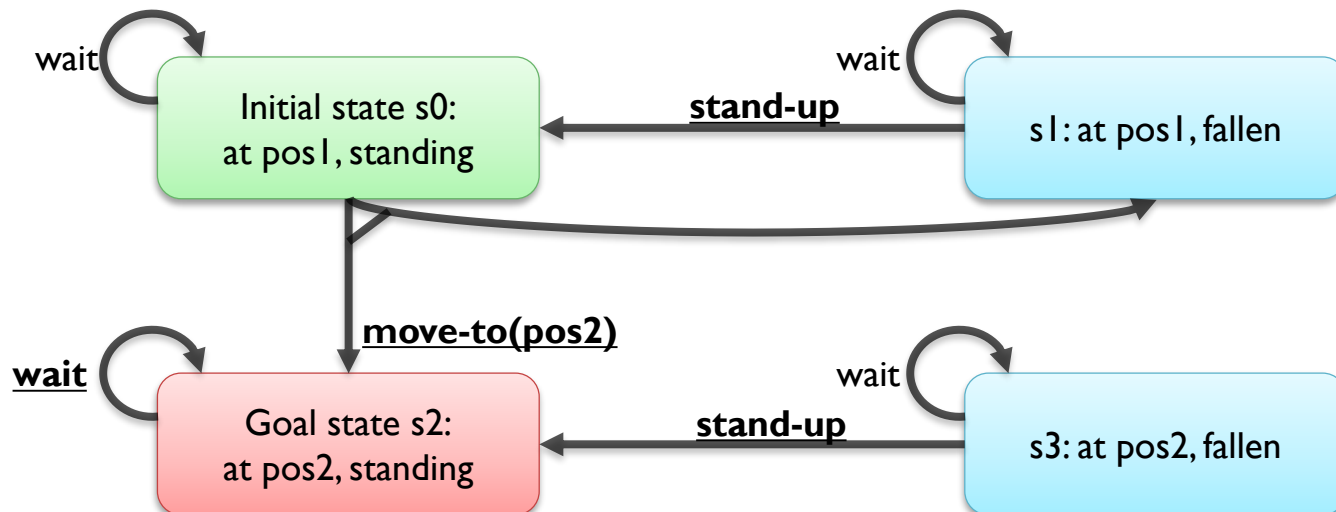 wait
Initial state s0:
at pos1, standing
stand-up
wait
s1: at pos1, fallen
move-to(pos2)
wait
Goal state s2:
at pos2, standing
stand-up
wait
s3: at pos2, fallen